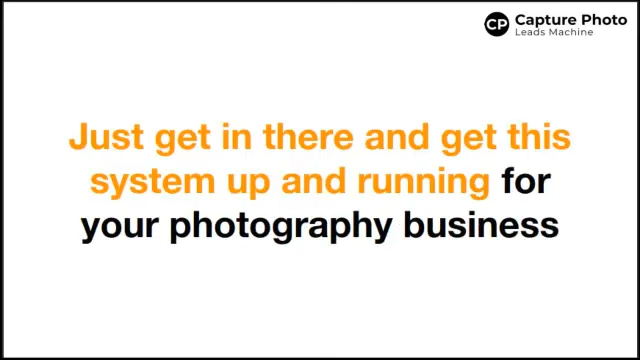 CP Capture Photo
Leads Machine
Just get in there and get this
system up and running for
your photography business